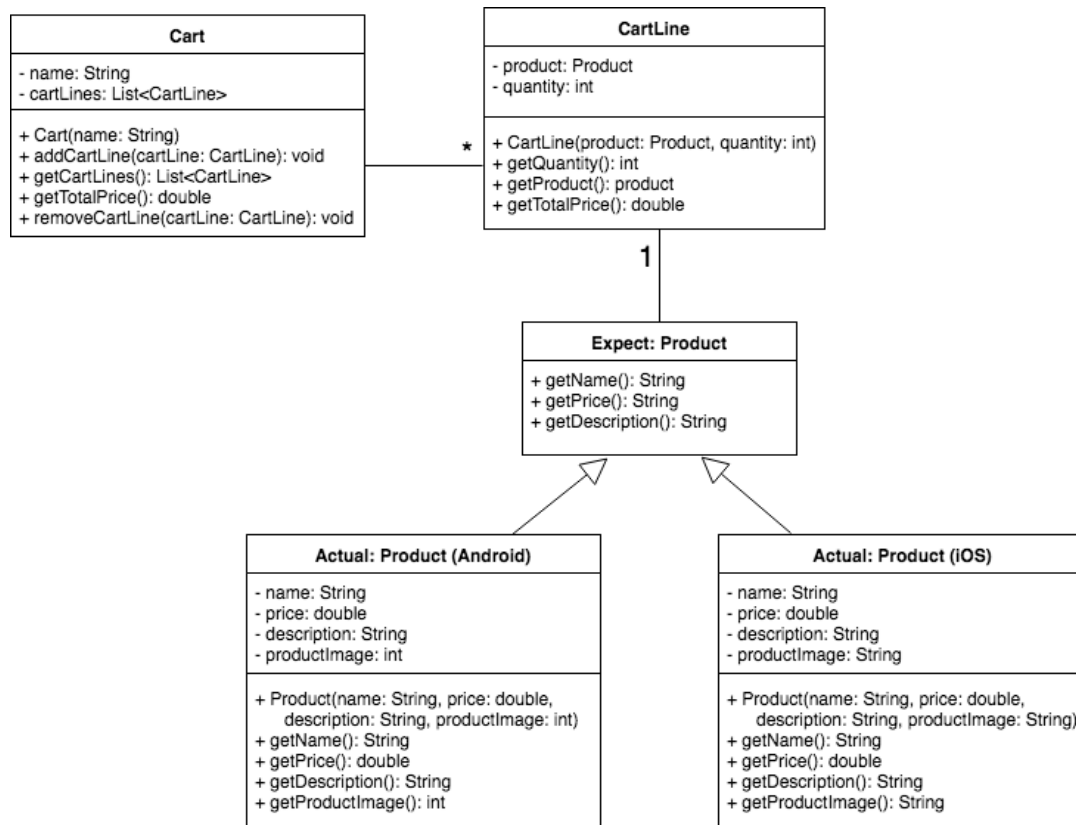 Cart
- name: String
- cartLines: List<CartLine>
+ Cart(name: String)
+ addCartLine(cartLine: CartLine): void
+ getCartLines(): List<CartLine>
+ getTotalPrice(): double
+ removeCartLine(cartLine: CartLine): void
*
CartLine
- product: Product
- quantity: int
+ CartLine(product: Product, quantity: int)
+ getQuantity(): int
+ getProduct(): product
+ getTotalPrice(): double
1
Expect: Product
+ getName(): String
+ getPrice(): String
+ getDescription(): String
Actual: Product (Android)
- name: String
- price: double
- description: String
- productImage: int
+ Product(name: String, price: double,
description: String, productImage: int)
+ getName(): String
+ getPrice(): double
+ getDescription(): String
+ getProductImage(): int
Actual: Product (iOS)
- name: String
- price: double
- description: String
- productImage: String
+ Product(name: String, price: double,
description: String, productImage: String)
+ getName(): String
+ getPrice(): double
+ getDescription(): String
+ getProductImage(): String